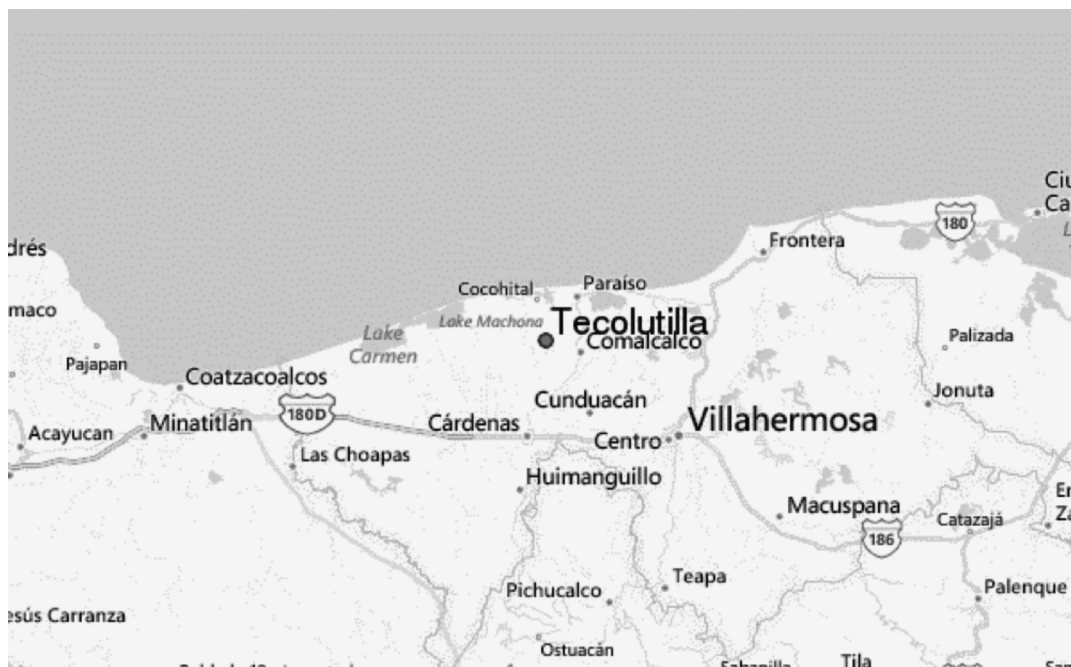 Ciu
Ca
180
Frontera
drés
Cocohital
Paraíso
maco
Lake Machona
Tecolutilla
Lake
Carmen
Comalcalco
Palizada
Pajapan
Coatzacoalcos
Jonuta
180D
Cunduacán
Acayucan
Minatitlán
Cárdenas
Villahermosa
Centro
Las Choapas
Huimanguillo
Macuspana
En
Za
Catazajá
186
Teapa
Pichucalco
Palenque
esús Carranza
Ostuacán
Tila